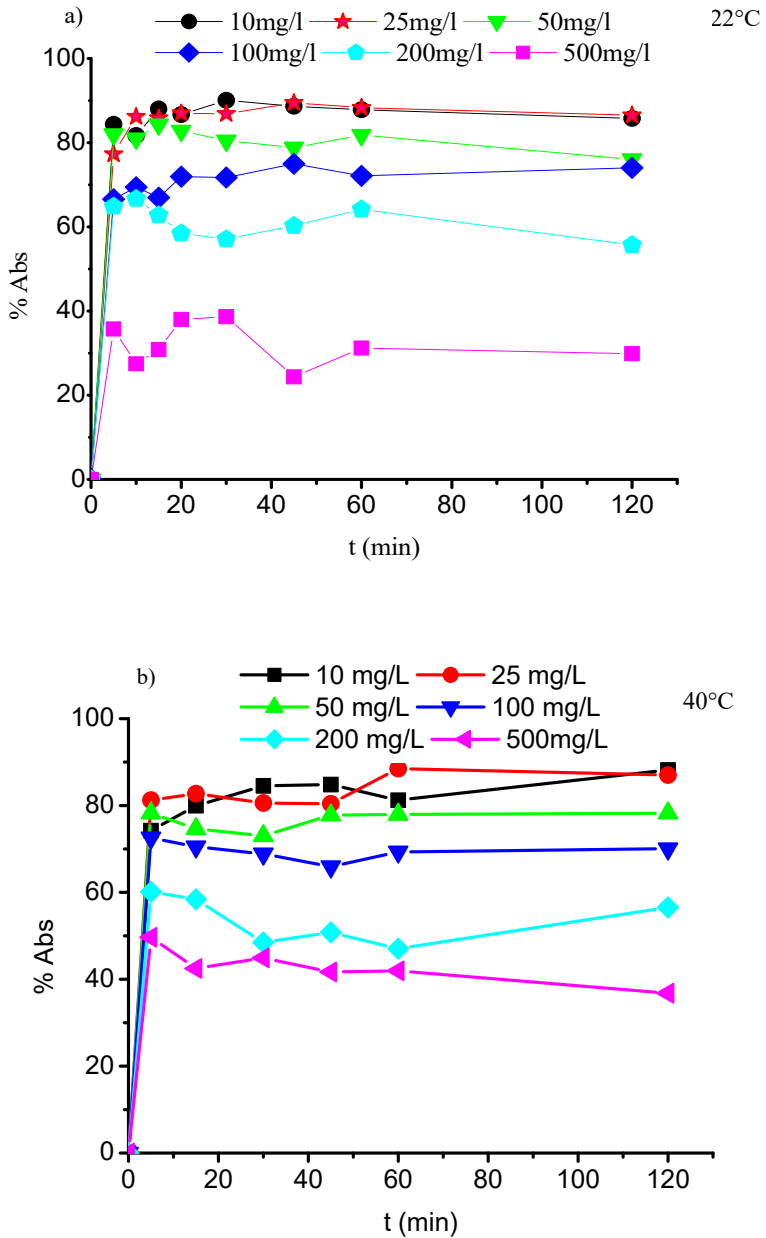 a)
22°C
10mg/l 25mg/l 50mg/l
100mg/l 200mg/l 500mg/l
100
80
60
40
20
0
% Abs
0 20 40 60 80 100 120
t (min)
b)
40°C
10 mg/L 25 mg/L
50 mg/L 100 mg/L
200 mg/L 500mg/L
100
80
60
40
20
0
% Abs
0 20 40 60 80 100 120
t (min)